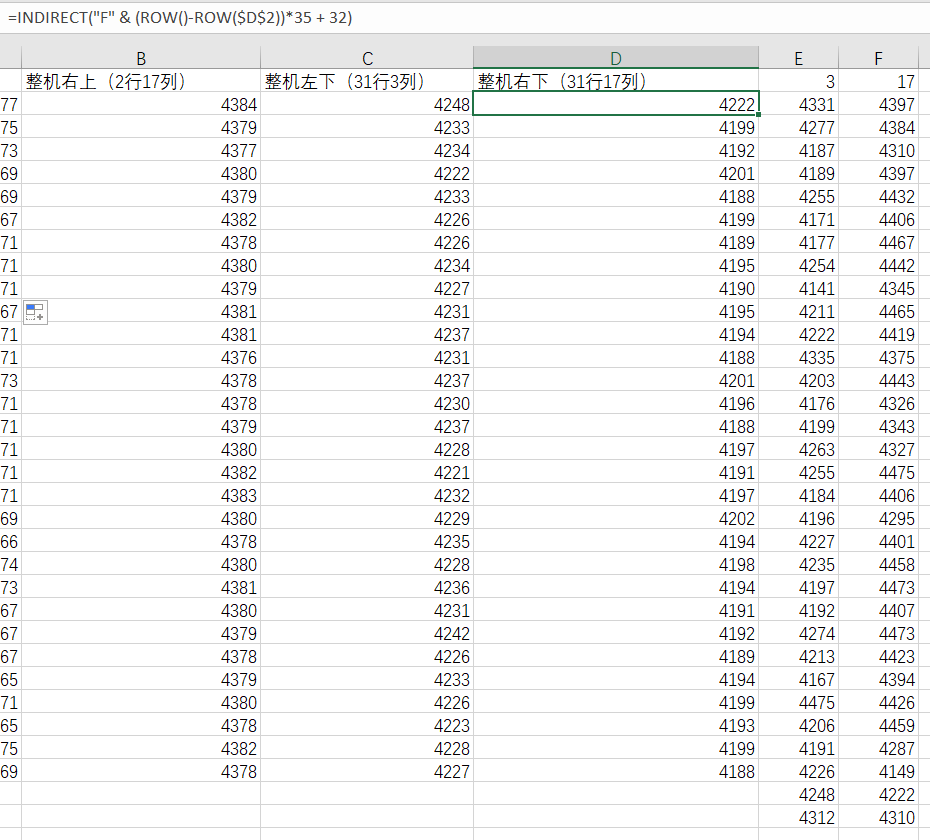 =INDIRECT("F" & (ROW()-ROW($D$2))*35 + 32)
B C D E F
整机右上（2行17列） 整机左下（31行3列） 整机右下（31行17列） 3 17
77 4384 4248 4222 4331 4397
75 4379 4233 4199 4277 4384
73 4377 4234 4192 4187 4310
69 4380 4222 4201 4189 4397
69 4379 4233 4188 4255 4432
67 4382 4226 4199 4171 4406
71 4378 4226 4189 4177 4467
71 4380 4234 4195 4254 4442
71 4379 4227 4190 4141 4345
67 4381 4231 4195 4211 4465
71 4381 4237 4194 4222 4419
71 4376 4231 4188 4335 4375
73 4378 4237 4201 4203 4443
71 4378 4230 4196 4176 4326
71 4379 4237 4188 4199 4343
71 4380 4228 4197 4263 4327
71 4382 4221 4191 4255 4475
71 4383 4232 4197 4184 4406
69 4380 4229 4202 4196 4295
66 4378 4235 4194 4227 4401
74 4380 4228 4198 4235 4458
73 4381 4236 4194 4197 4473
67 4380 4231 4191 4192 4407
67 4379 4242 4192 4274 4473
67 4378 4226 4189 4213 4423
65 4379 4233 4194 4167 4394
71 4380 4226 4199 4475 4426
65 4378 4223 4193 4206 4459
75 4382 4228 4199 4191 4287
69 4378 4227 4188 4226 4149
4248 4222
4312 4310